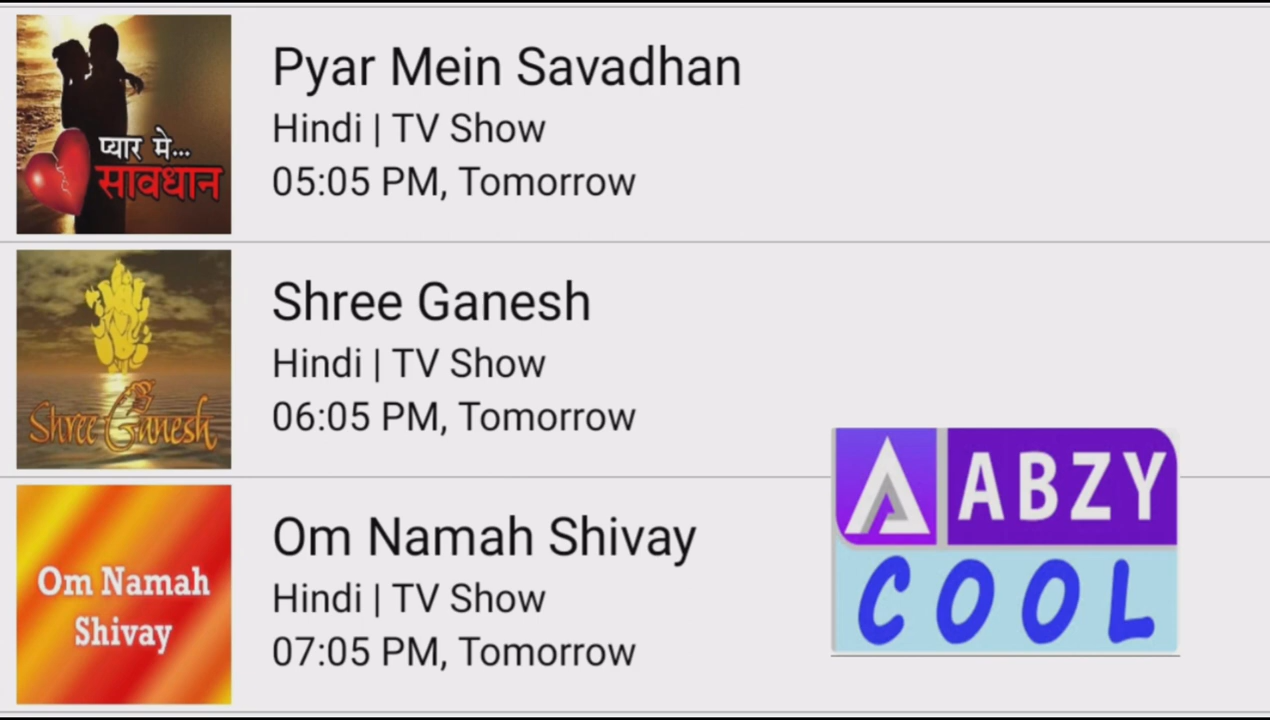 प्यार मे...
सावधान
Pyar Mein Savadhan
Hindi | TV Show
05:05 PM, Tomorrow
Shree Ganesh
Shree Ganesh
Hindi | TV Show
06:05 PM, Tomorrow
Om Namah
Shivay
Om Namah Shivay
Hindi | TV Show
07:05 PM, Tomorrow
ABZY
COOL